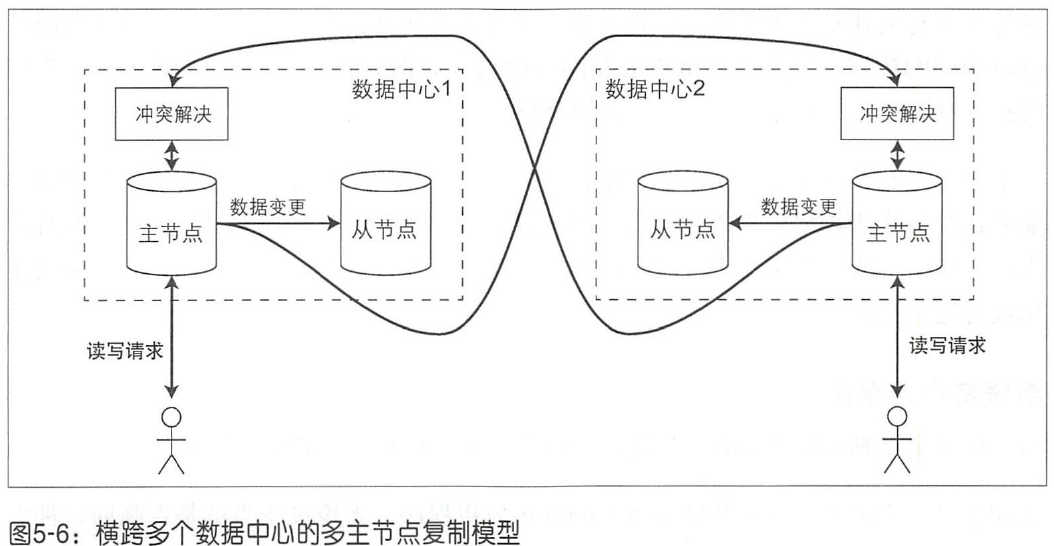 数据中心1
数据中心2
冲突解决
冲突解决
主节点
数据变更
从节点
从节点
数据变更
主节点
读写请求
读写请求
图5-6：横跨多个数据中心的多主节点复制模型